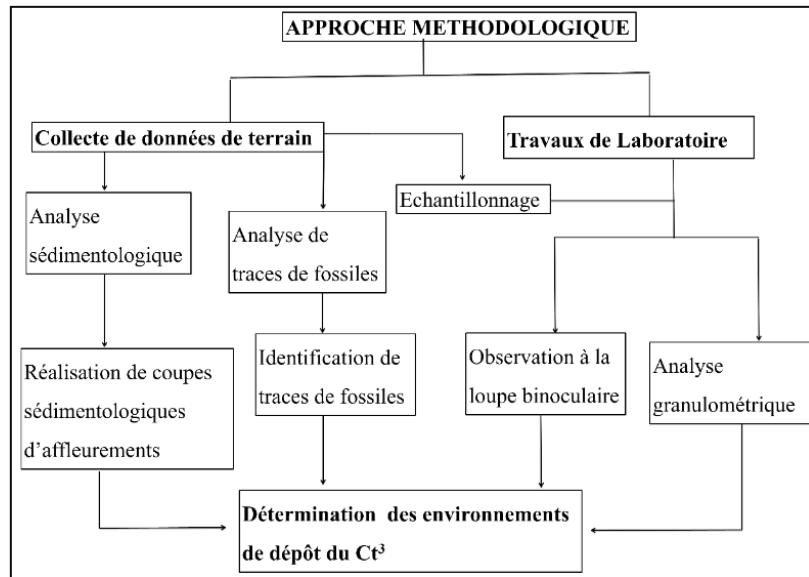 APPROCHE METHODOLOGIQUE
Collecte de données de terrain
Travaux de Laboratoire
Echantillonnage
Analyse
sédimentologique
Analyse de
traces de fossiles
Réalisation de coupes
sédimentologiques
d’affleurements
Identification de
traces de fossiles
Observation à la
loupe binoculaire
Analyse
granulométrique
Détermination des environnements
de dépôt du Ct³